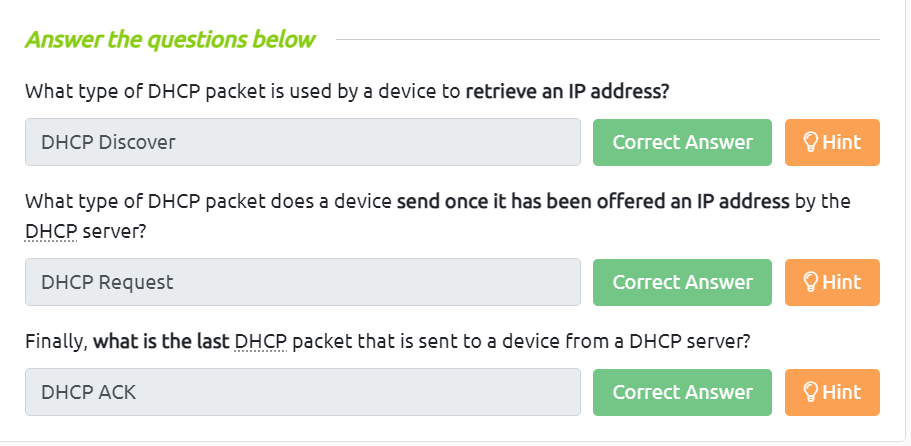 Answer the questions below
What type of DHCP packet is used by a device to retrieve an IP address?
DHCP Discover
Correct Answer
Hint
What type of DHCP packet does a device send once it has been offered an IP address by the
DHCP server?
DHCP Request
Correct Answer
Hint
Finally, what is the last DHCP packet that is sent to a device from a DHCP server?
DHCP ACK
Correct Answer
Hint